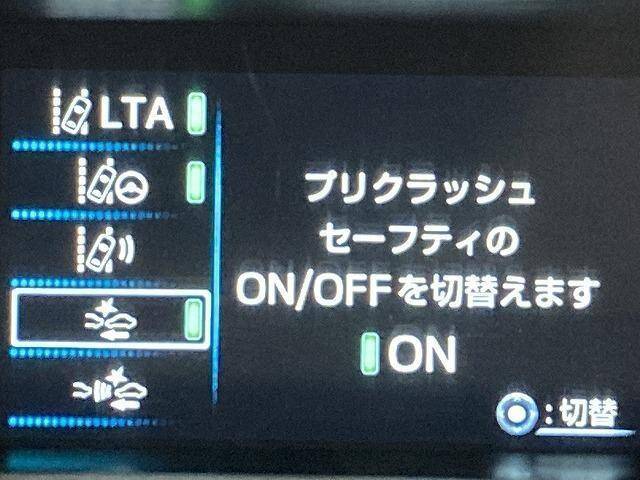 LTA
プリクラッシュ
セーフティの
ON/OFFを切替えます
ON
:切替